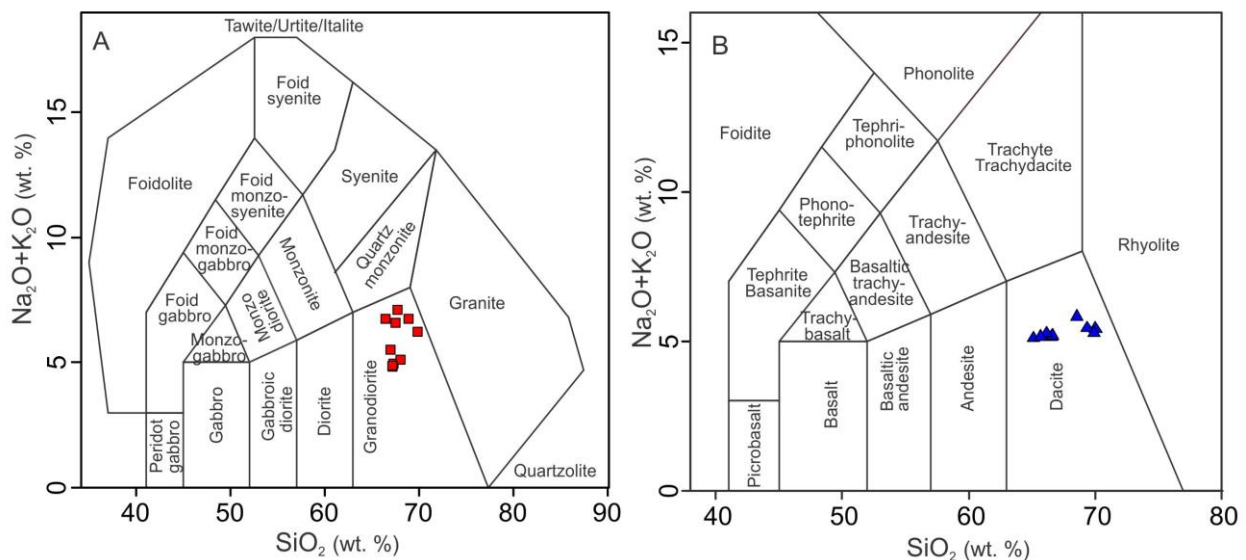 A
Tawite/Urtite/Italite
Foid
syenite
Foidolite
Foid
monzo-
syenite
Syenite
Foid
monzo-
gabbro
Monzonite
Quartz
monzonite
Foid
gabbro
Monzo
diorite
Granite
Monzo-
gabbro
Peridot
gabbro
Gabbro
Gabbroic
diorite
Diorite
Granodiorite
Quartzolite
0
5
10
15
Na₂O+K₂O (wt. %)
40
50
60
70
80
90
SiO₂ (wt. %)
B
Phonolite
Foidite
Tephri-
phonolite
Trachyte
Trachydacite
Phono-
tephrite
Trachy-
andesite
Rhyolite
Tephrite
Basanite
Basaltic
trachy-
andesite
Trachy-
basalt
Picrobasalt
Basalt
Basaltic
andesite
Andesite
Dacite
0
5
10
15
Na₂O+K₂O (wt. %)
40
50
60
70
80
SiO₂ (wt. %)